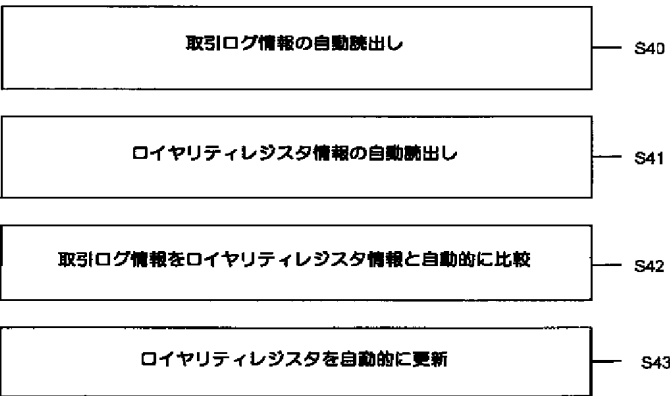 取引ログ情報の自動読出し
S40
ロイヤリティレジスタ情報の自動読出し
S41
取引ログ情報をロイヤリティレジスタ情報と自動的に比較
S42
ロイヤリティレジスタを自動的に更新
S43